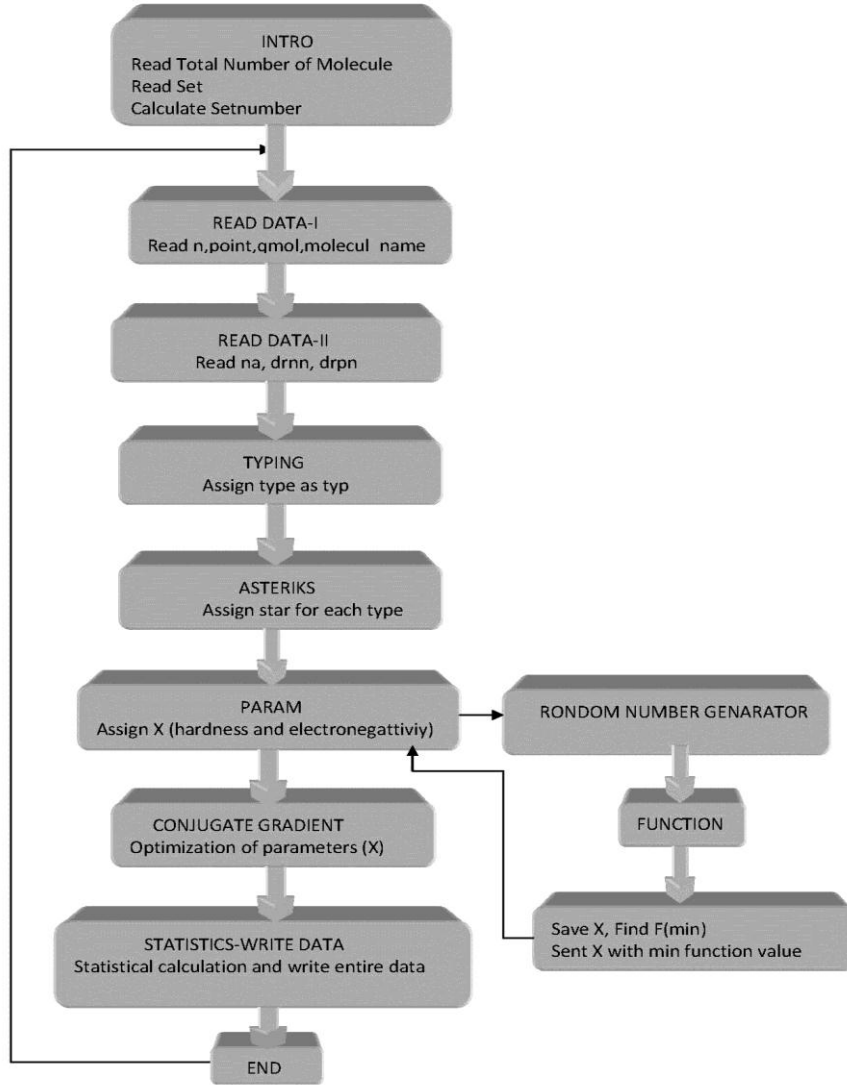 INTRO
Read Total Number of Molecule
Read Set
Calculate Setnumber
READ DATA-I
Read n,point,qmol,molecul_name
READ DATA-II
Read na, drnn, drpn
TYPING
Assign type as typ
ASTERIKS
Assign star for each type
PARAM
Assign X (hardness and electronegattiviy)
RONDOM NUMBER GENARATOR
FUNCTION
Save X, Find F(min)
Sent X with min function value
CONJUGATE GRADIENT
Optimization of parameters (X)
STATISTICS-WRITE DATA
Statistical calculation and write entire data
END